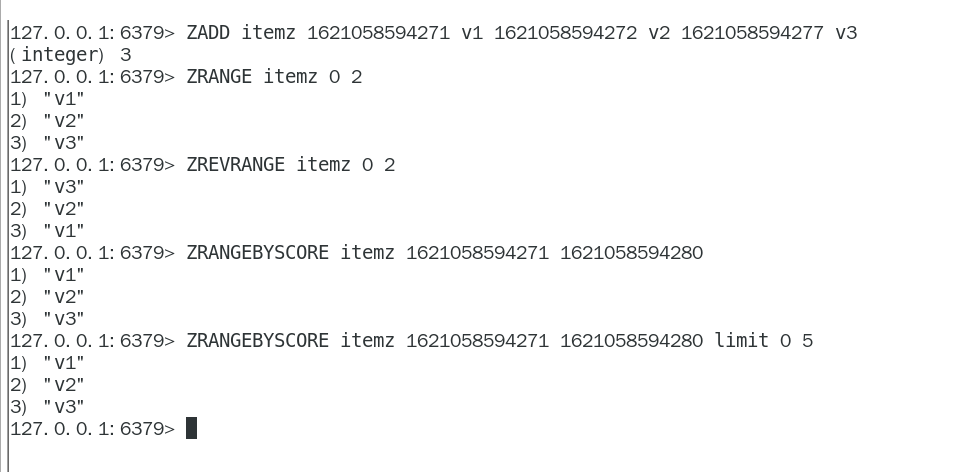 127.0.0.1:6379> ZADD itemz 1621058594271 v1 1621058594272 v2 1621058594277 v3
(integer) 3
127.0.0.1:6379> ZRANGE itemz 0 2
1) "v1"
2) "v2"
3) "v3"
127.0.0.1:6379> ZREVRANGE itemz 0 2
1) "v3"
2) "v2"
3) "v1"
127.0.0.1:6379> ZRANGEBYSCORE itemz 1621058594271 1621058594280
1) "v1"
2) "v2"
3) "v3"
127.0.0.1:6379> ZRANGEBYSCORE itemz 1621058594271 1621058594280 limit 0 5
1) "v1"
2) "v2"
3) "v3"
127.0.0.1:6379>